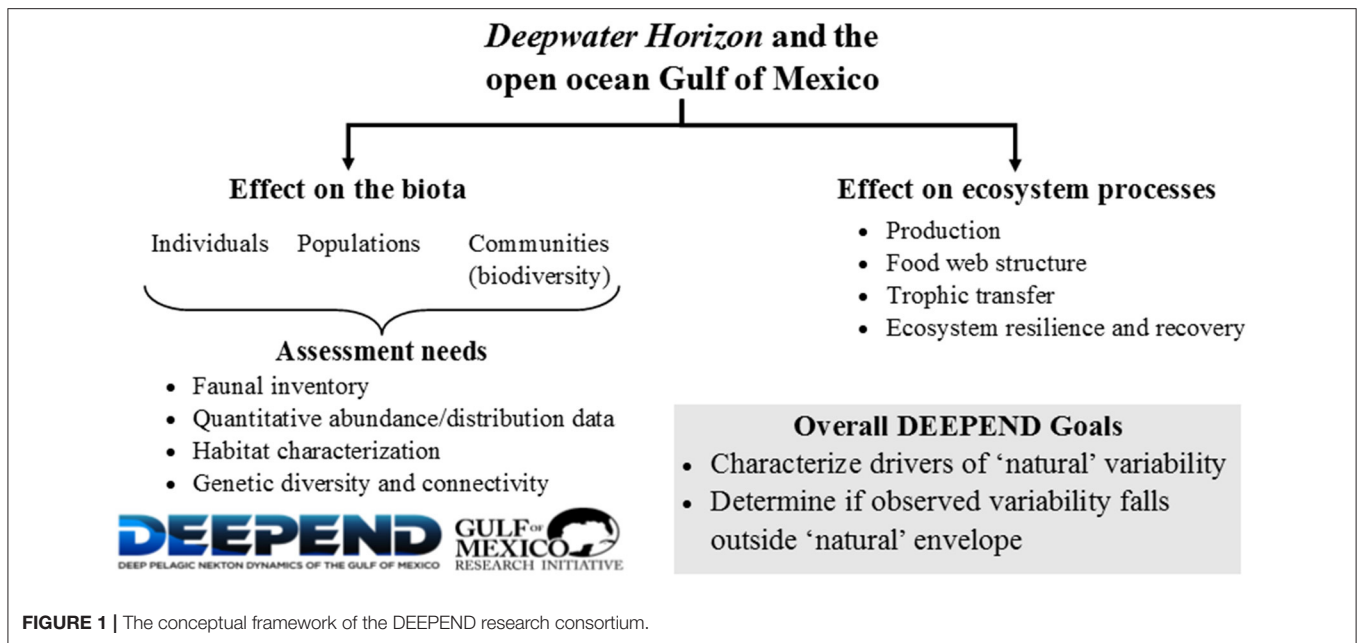 Deepwater Horizon and the
open ocean Gulf of Mexico
Effect on the biota
Individuals Populations Communities
(biodiversity)
Assessment needs
• Faunal inventory
• Quantitative abundance/distribution data
• Habitat characterization
• Genetic diversity and connectivity
DEEPEND
DEEP PELAGIC NEKTON DYNAMICS OF THE GULF OF MEXICO
GULF OF
MEXICO
RESEARCH INITIATIVE
Effect on ecosystem processes
• Production
• Food web structure
• Trophic transfer
• Ecosystem resilience and recovery
Overall DEEPEND Goals
• Characterize drivers of ‘natural’ variability
• Determine if observed variability falls
outside ‘natural’ envelope
FIGURE 1 | The conceptual framework of the DEEPEND research consortium.